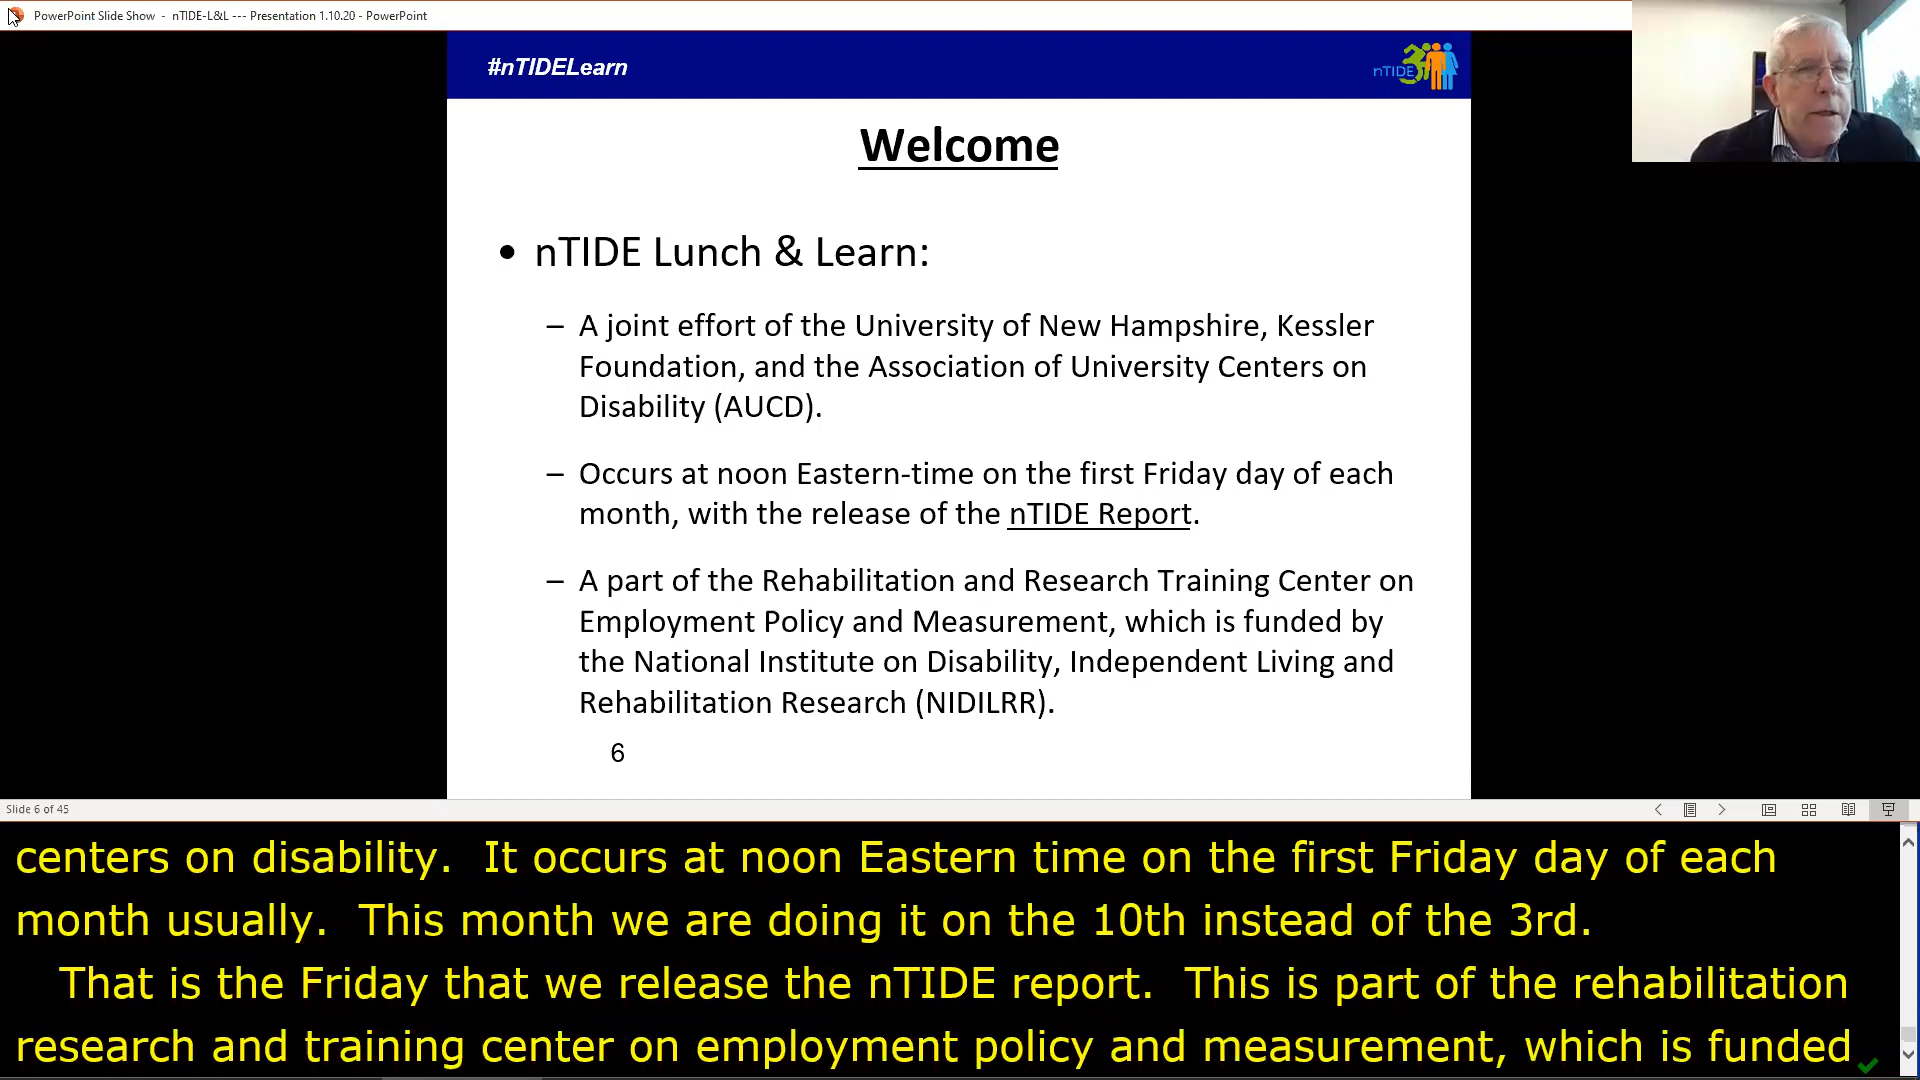 PowerPoint Slide Show - nTIDE-L&L --- Presentation 1.10.20 - PowerPoint
#nTIDELearn
nTIDE
Welcome
• nTIDE Lunch & Learn:
– A joint effort of the University of New Hampshire, Kessler
Foundation, and the Association of University Centers on
Disability (AUCD).
– Occurs at noon Eastern-time on the first Friday day of each
month, with the release of the nTIDE Report.
– A part of the Rehabilitation and Research Training Center on
Employment Policy and Measurement, which is funded by
the National Institute on Disability, Independent Living and
Rehabilitation Research (NIDILRR).
6
Slide 6 of 45
centers on disability. It occurs at noon Eastern time on the first Friday day of each
month usually. This month we are doing it on the 10th instead of the 3rd.
That is the Friday that we release the nTIDE report. This is part of the rehabilitation
research and training center on employment policy and measurement, which is funded